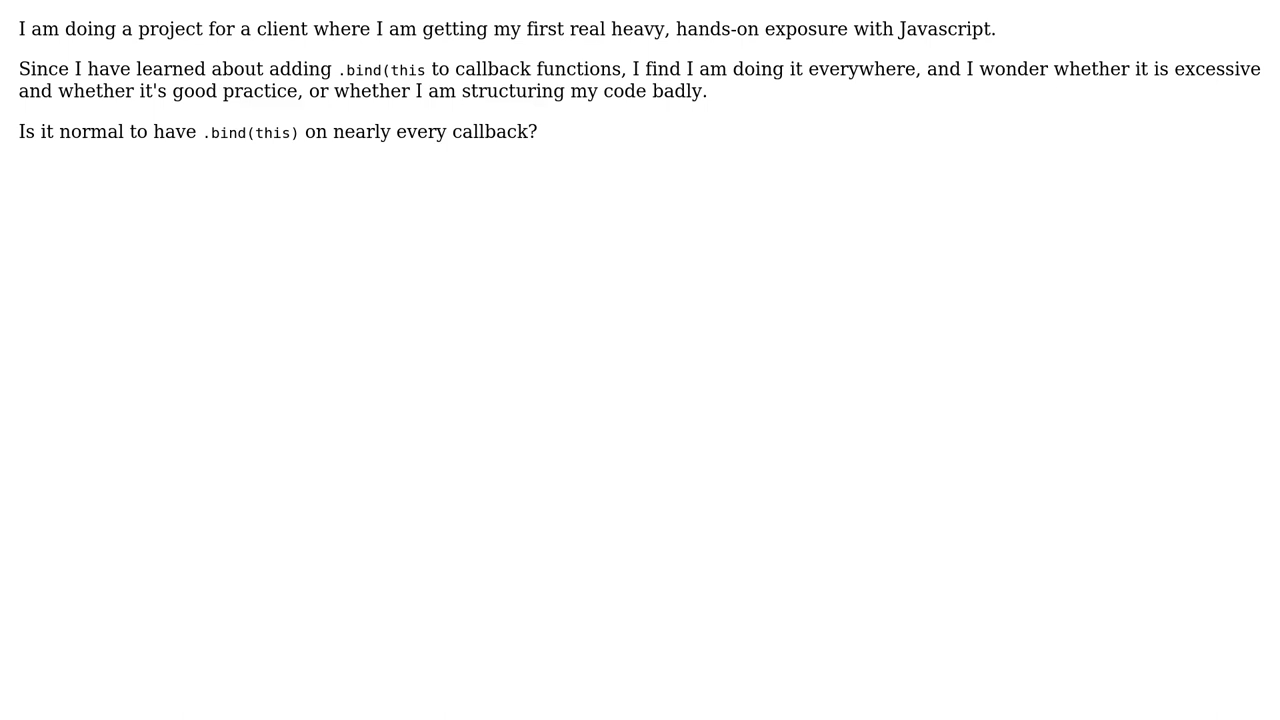 I am doing a project for a client where I am getting my first real heavy, hands-on exposure with Javascript.
Since I have learned about adding .bind(this to callback functions, I find I am doing it everywhere, and I wonder whether it is excessive
and whether it's good practice, or whether I am structuring my code badly.
Is it normal to have .bind(this) on nearly every callback?